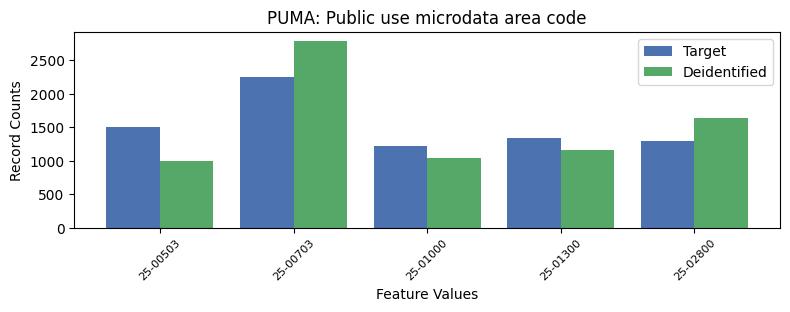 PUMA: Public use microdata area code
Target
Deidentified
Record Counts
2500
2000
1500
1000
500
0
25-00503
25-00703
25-01000
25-01300
25-02800
Feature Values